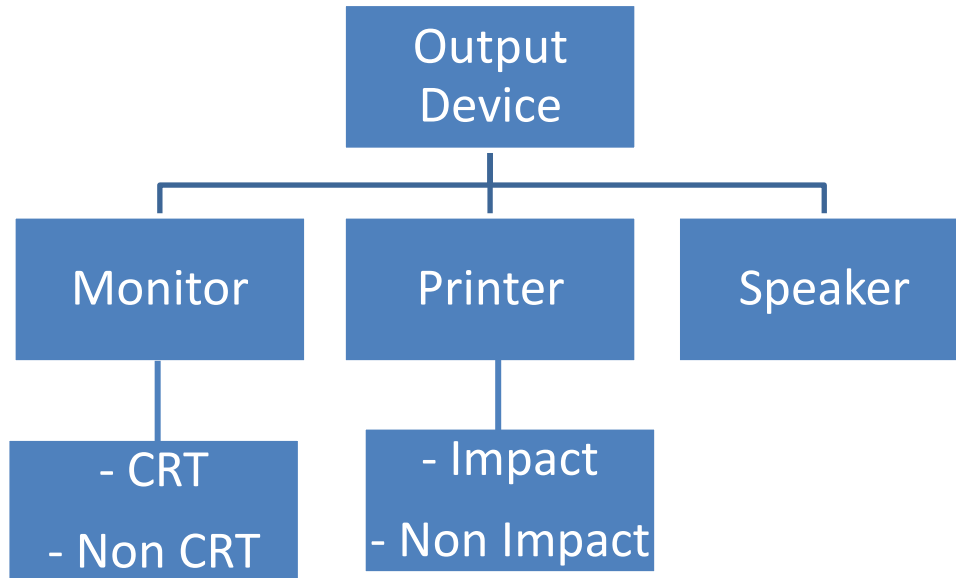 Output
Device
Monitor
Printer
Speaker
- CRT
- Non CRT
- Impact
- Non Impact